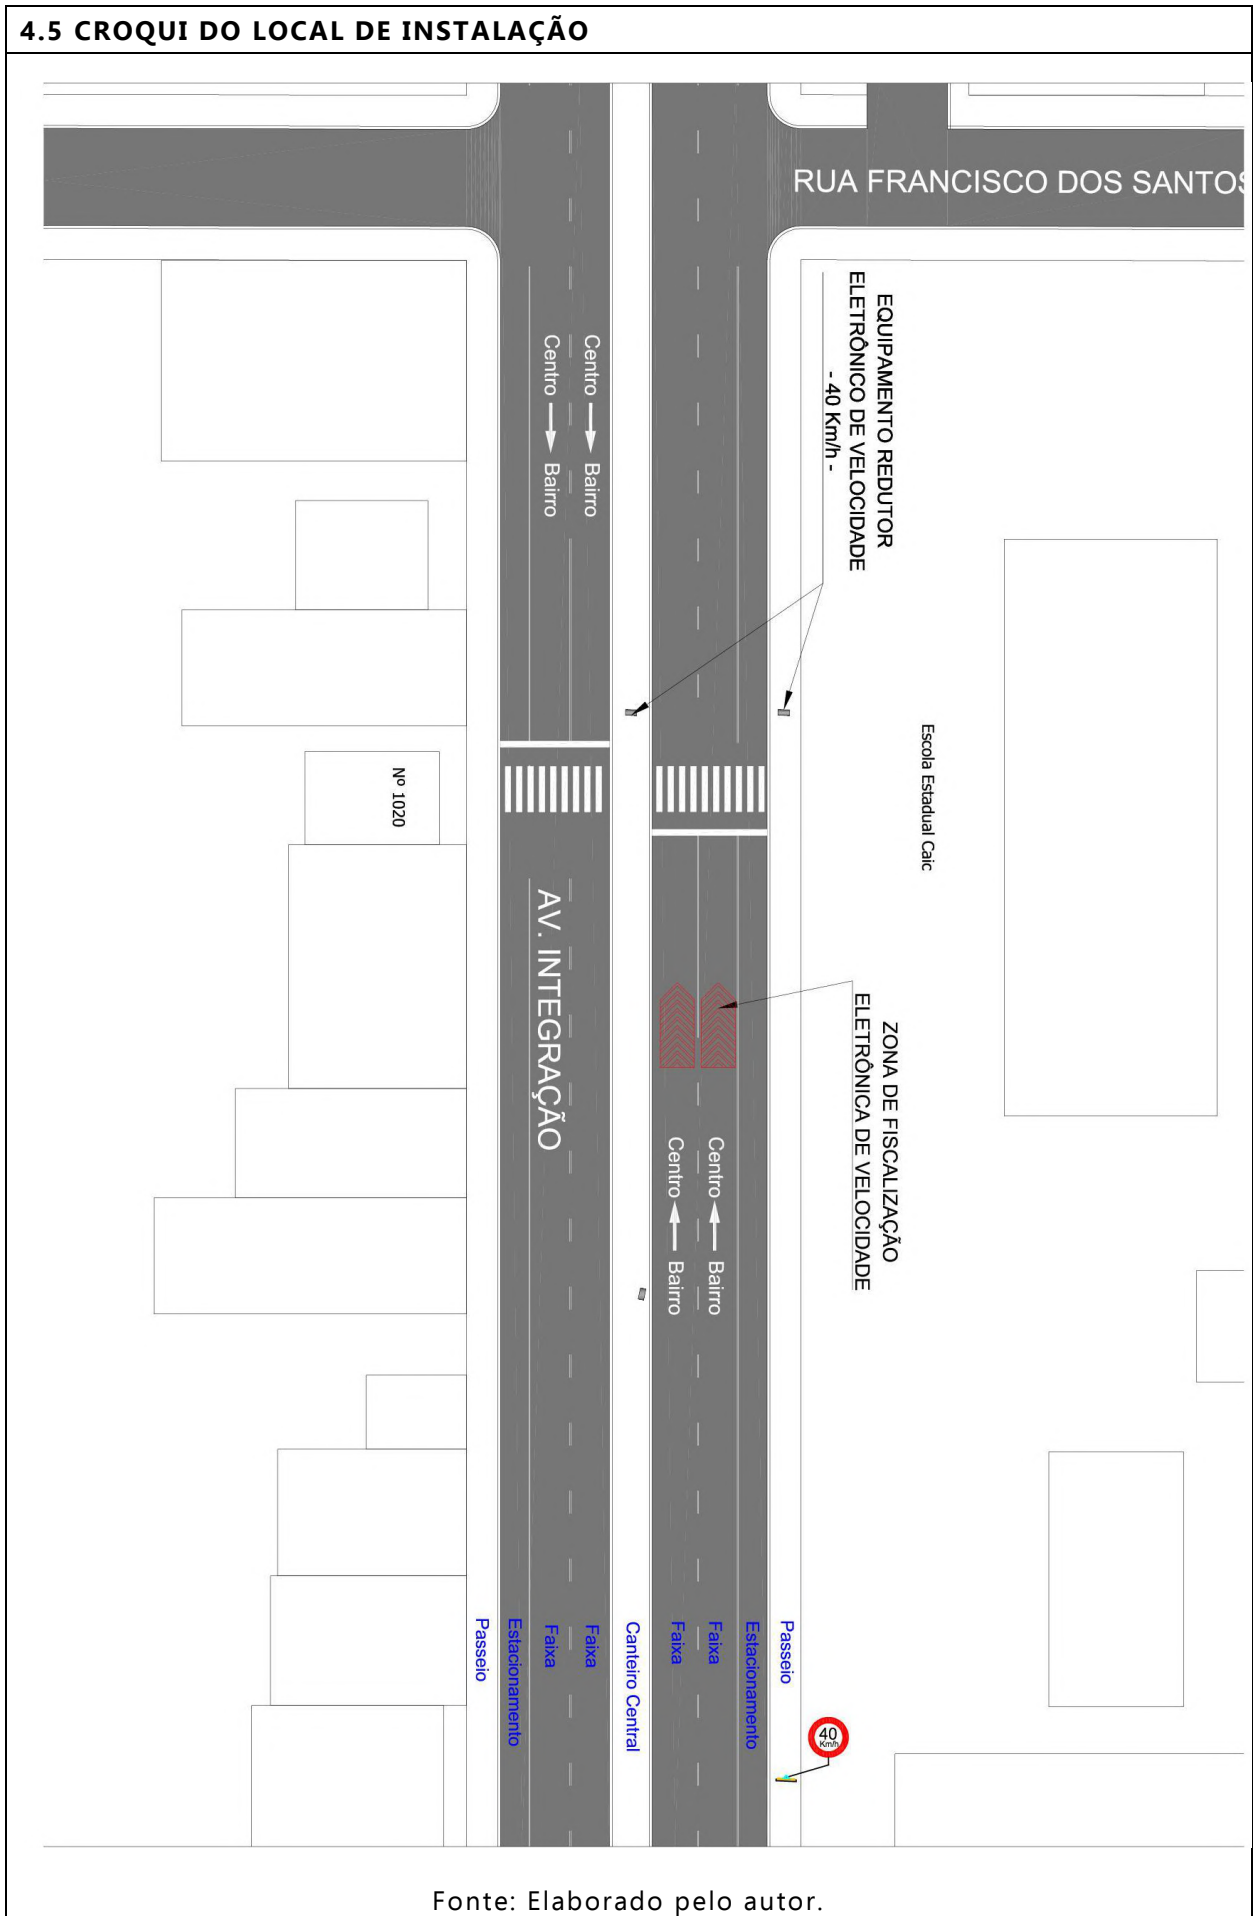 4.5 CROQUI DO LOCAL DE INSTALAÇÃO
RUA FRANCISCO DOS SANTOS
EQUIPAMENTO REDUTOR
ELETRÔNICO DE VELOCIDADE
- 40 Km/h -
Centro
Bairro
Centro
Bairro
Escola Estadual Caic
Nº 1020
AV. INTEGRAÇÃO
ZONA DE FISCALIZAÇÃO
ELETRÔNICA DE VELOCIDADE
Centro
Bairro
Centro
Bairro
Passeio
Estacionamento
Faixa
Faixa
Canteiro Central
Faixa
Faixa
Estacionamento
Passeio
40
Km/h
Fonte: Elaborado pelo autor.